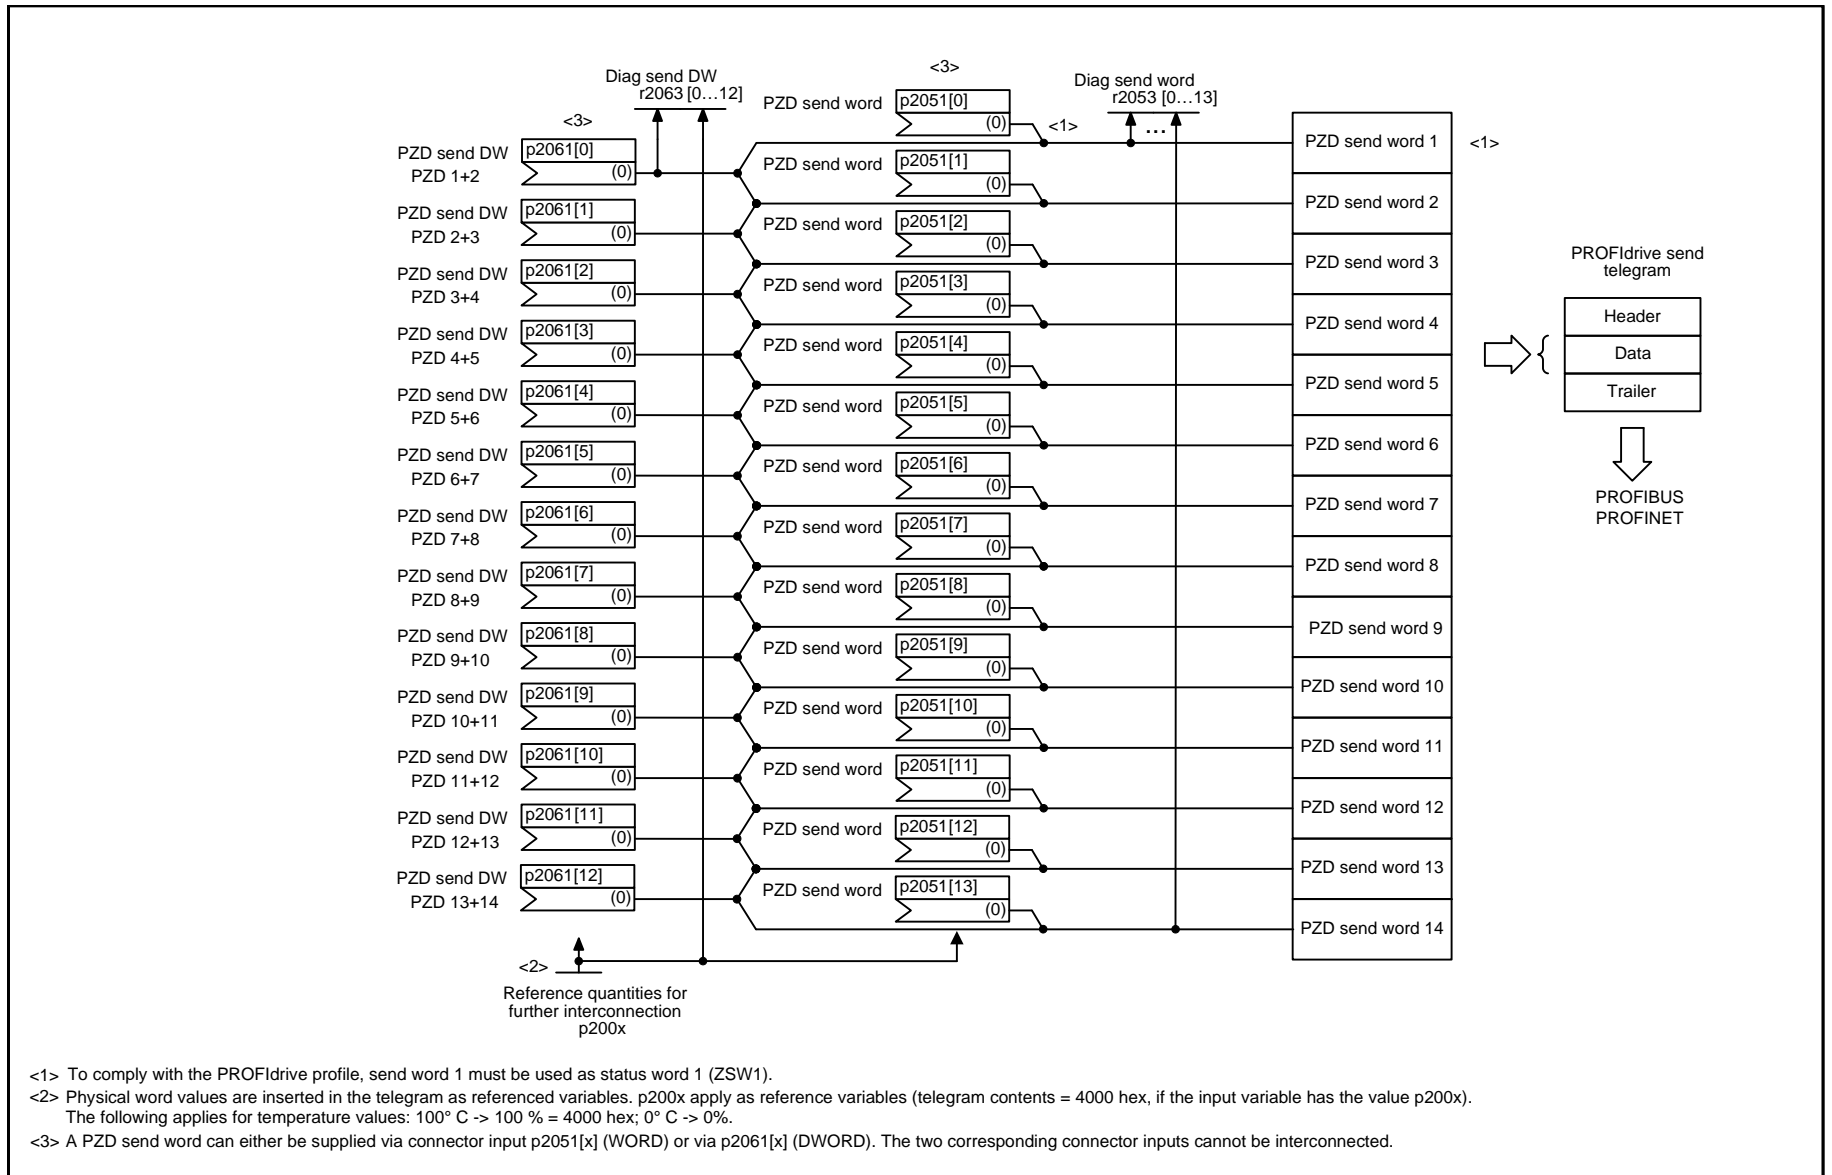 Diag send DW
r2063 [0…12]
<3>
PZD send DW
PZD 1+2
p2061[0]
(0)
PZD send DW
PZD 2+3
p2061[1]
(0)
PZD send DW
PZD 3+4
p2061[2]
(0)
PZD send DW
PZD 4+5
p2061[3]
(0)
PZD send DW
PZD 5+6
p2061[4]
(0)
PZD send DW
PZD 6+7
p2061[5]
(0)
PZD send DW
PZD 7+8
p2061[6]
(0)
PZD send DW
PZD 8+9
p2061[7]
(0)
PZD send DW
PZD 9+10
p2061[8]
(0)
PZD send DW
PZD 10+11
p2061[9]
(0)
PZD send DW
PZD 11+12
p2061[10]
(0)
PZD send DW
PZD 12+13
p2061[11]
(0)
PZD send DW
PZD 13+14
p2061[12]
(0)
<2>
Reference quantities for
further interconnection
p200x
<3>
PZD send word
p2051[0]
(0)
<1>
PZD send word
p2051[1]
(0)
PZD send word
p2051[2]
(0)
PZD send word
p2051[3]
(0)
PZD send word
p2051[4]
(0)
PZD send word
p2051[5]
(0)
PZD send word
p2051[6]
(0)
PZD send word
p2051[7]
(0)
PZD send word
p2051[8]
(0)
PZD send word
p2051[9]
(0)
PZD send word
p2051[10]
(0)
PZD send word
p2051[11]
(0)
PZD send word
p2051[12]
(0)
PZD send word
p2051[13]
(0)
Diag send word
r2053 [0…13]
...
PZD send word 1
<1>
PZD send word 2
PZD send word 3
PZD send word 4
PZD send word 5
PZD send word 6
PZD send word 7
PZD send word 8
PZD send word 9
PZD send word 10
PZD send word 11
PZD send word 12
PZD send word 13
PZD send word 14
PROFIdrive send
telegram
Header
Data
Trailer
PROFIBUS
PROFINET
<1> To comply with the PROFIdrive profile, send word 1 must be used as status word 1 (ZSW1).
<2> Physical word values are inserted in the telegram as referenced variables. p200x apply as reference variables (telegram contents = 4000 hex, if the input variable has the value p200x).
The following applies for temperature values: 100° C -> 100 % = 4000 hex; 0° C -> 0%.
<3> A PZD send word can either be supplied via connector input p2051[x] (WORD) or via p2061[x] (DWORD). The two corresponding connector inputs cannot be interconnected.